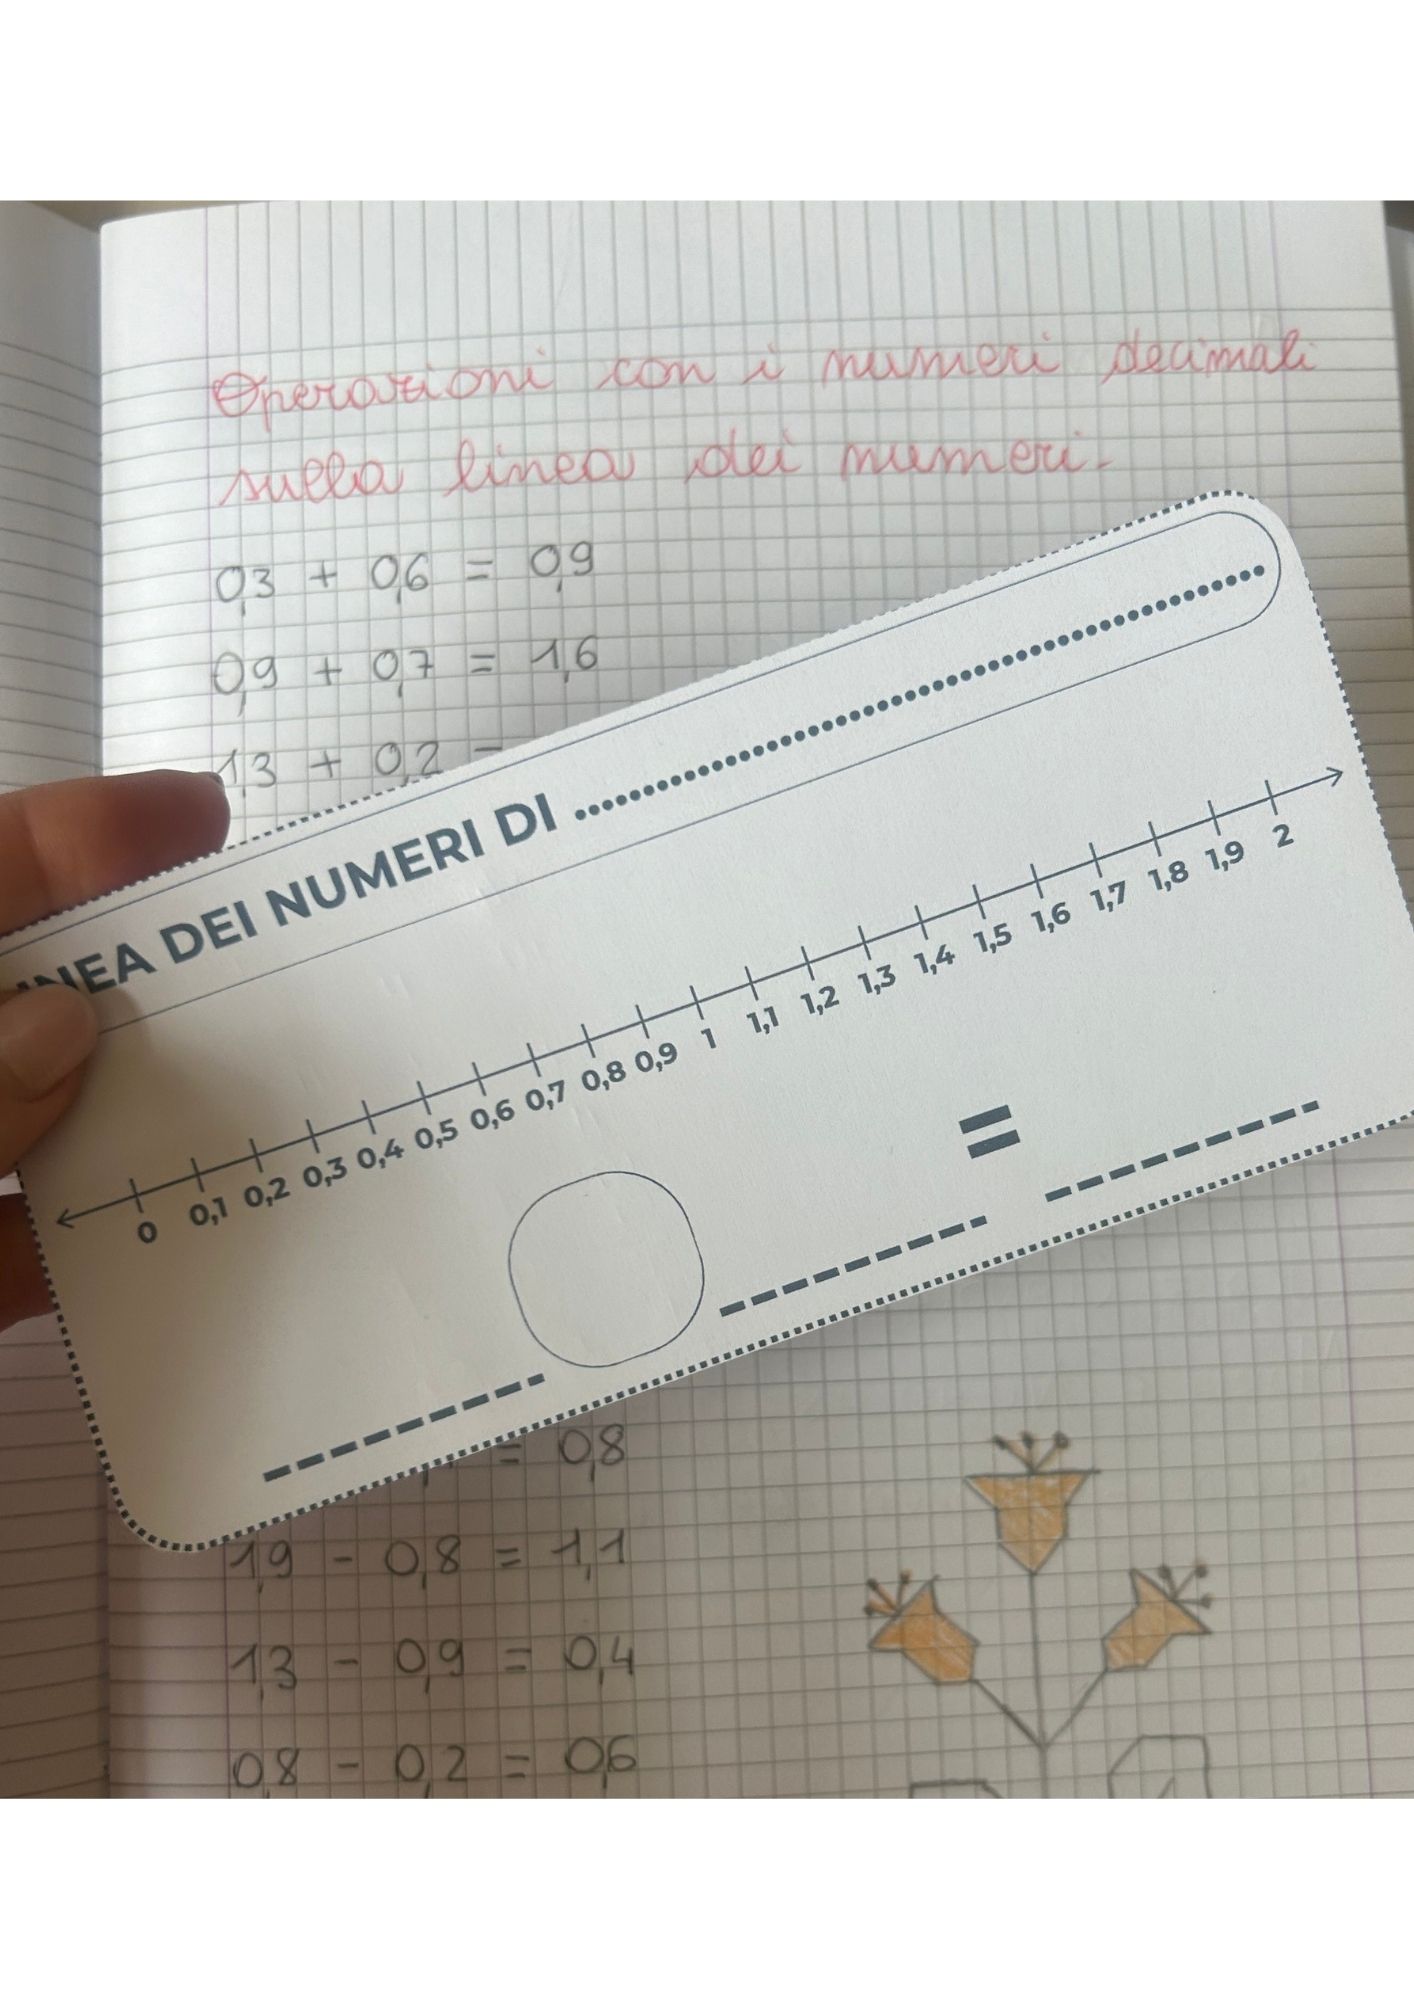 Operazioni con i numeri decimali
sulla linea dei numeri.
0,3 + 0,6 = 0,9
0,9 + 0,7 = 1,6
1,3 + 0,2 =
LINEA DEI NUMERI DI ..................................................
0 0,1 0,2 0,3 0,4 0,5 0,6 0,7 0,8 0,9 1 1,1 1,2 1,3 1,4 1,5 1,6 1,7 1,8 1,9 2
=
= 0,8
1,9 - 0,8 = 1,1
1,3 - 0,9 = 0,4
0,8 - 0,2 = 0,6